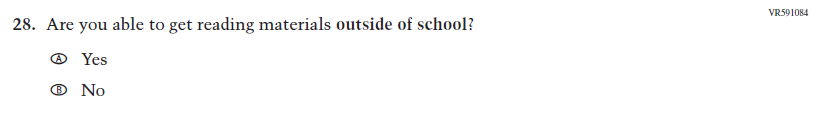 VR591084
28. Are you able to get reading materials outside of school?
Ⓐ Yes
Ⓑ No